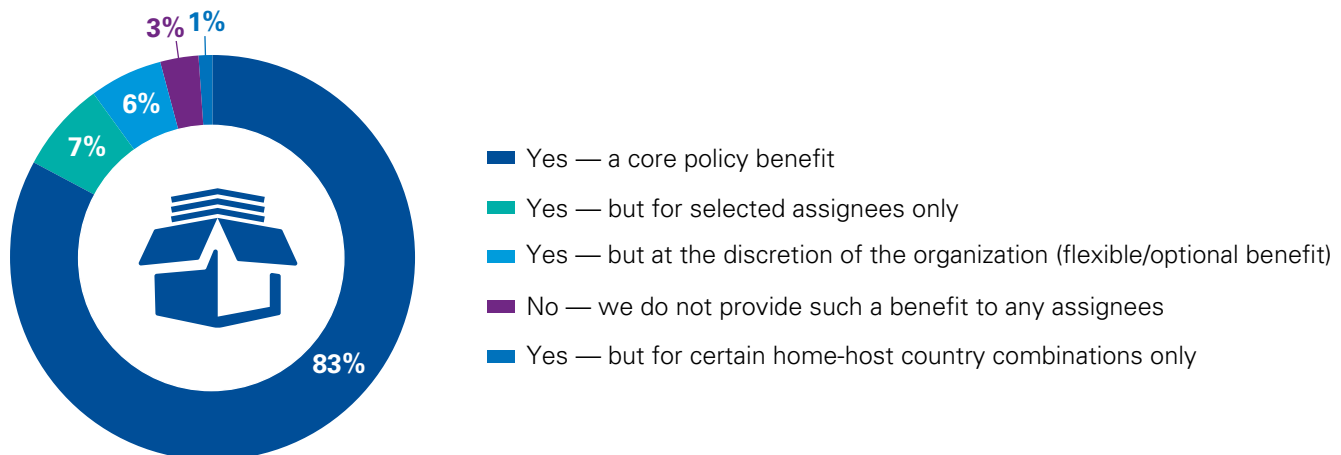 3%
1%
6%
7%
83%
Yes — a core policy benefit
Yes — but for selected assignees only
Yes — but at the discretion of the organization (flexible/optional benefit)
No — we do not provide such a benefit to any assignees
Yes — but for certain home-host country combinations only